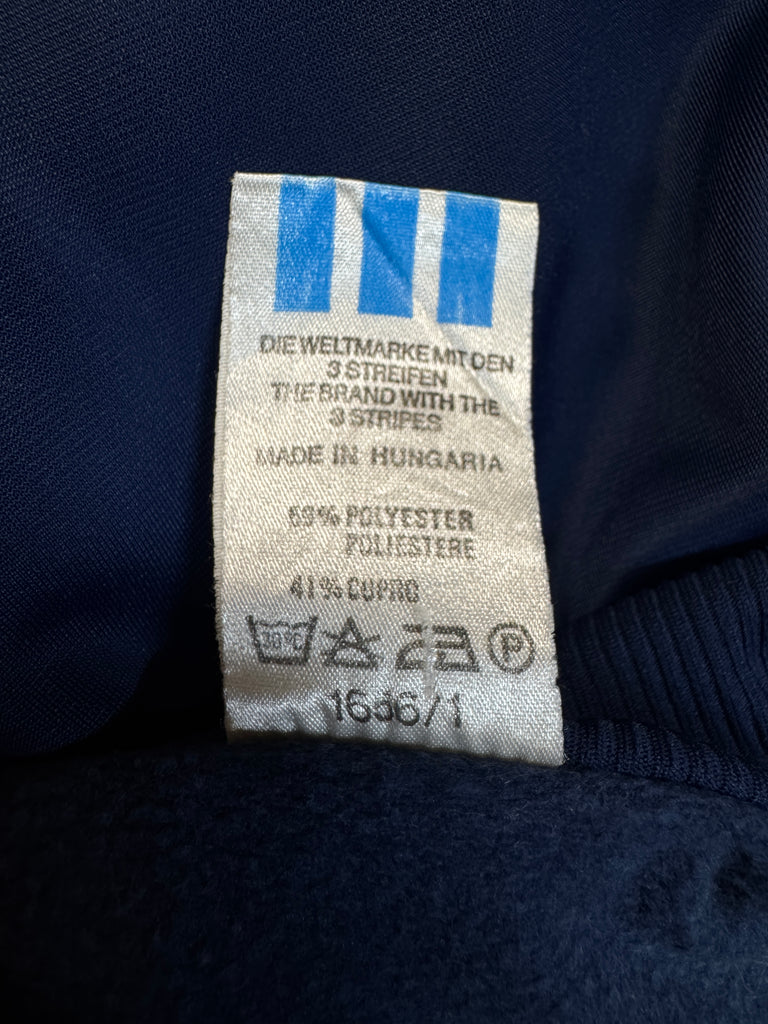 DIE WELTMARKE MIT DEN
3 STREIFEN
THE BRAND WITH THE
3 STRIPES
MADE IN HUNGARIA
59% POLYESTER
POLIESTERE
41% CUPRO
30°C
P
/1